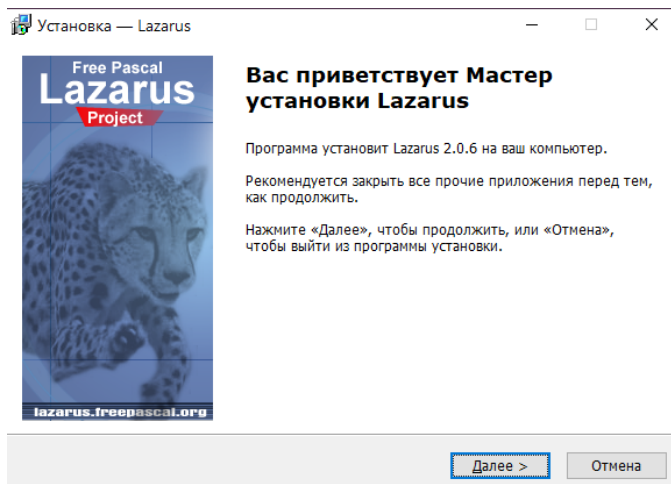 Установка — Lazarus
Free Pascal
Lazarus
Project
lazarus.freepascal.org
Вас приветствует Мастер
установки Lazarus
Программа установит Lazarus 2.0.6 на ваш компьютер.
Рекомендуется закрыть все прочие приложения перед тем,
как продолжить.
Нажмите «Далее», чтобы продолжить, или «Отмена»,
чтобы выйти из программы установки.
Далее >
Отмена